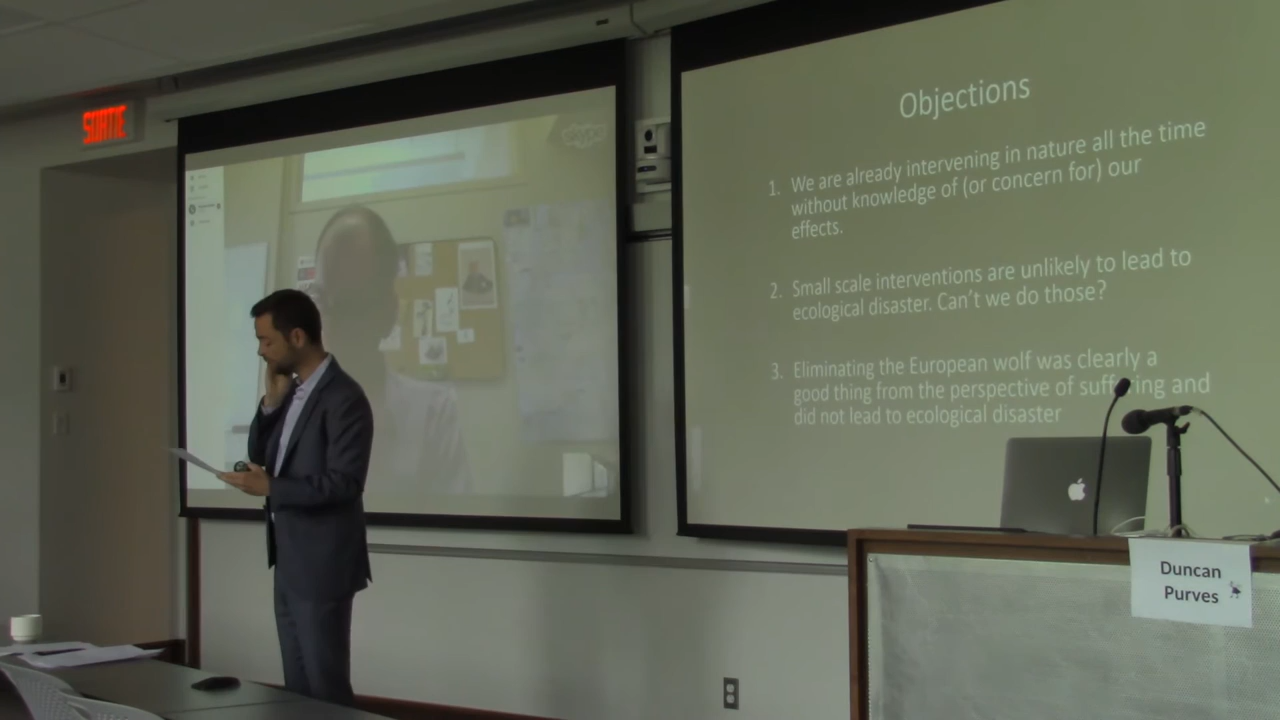 SORTIE
skype
Objections
1. We are already intervening in nature all the time
without knowledge of (or concern for) our
effects.
2. Small scale interventions are unlikely to lead to
ecological disaster. Can't we do those?
3. Eliminating the European wolf was clearly a
good thing from the perspective of suffering and
did not lead to ecological disaster
Duncan
Purves